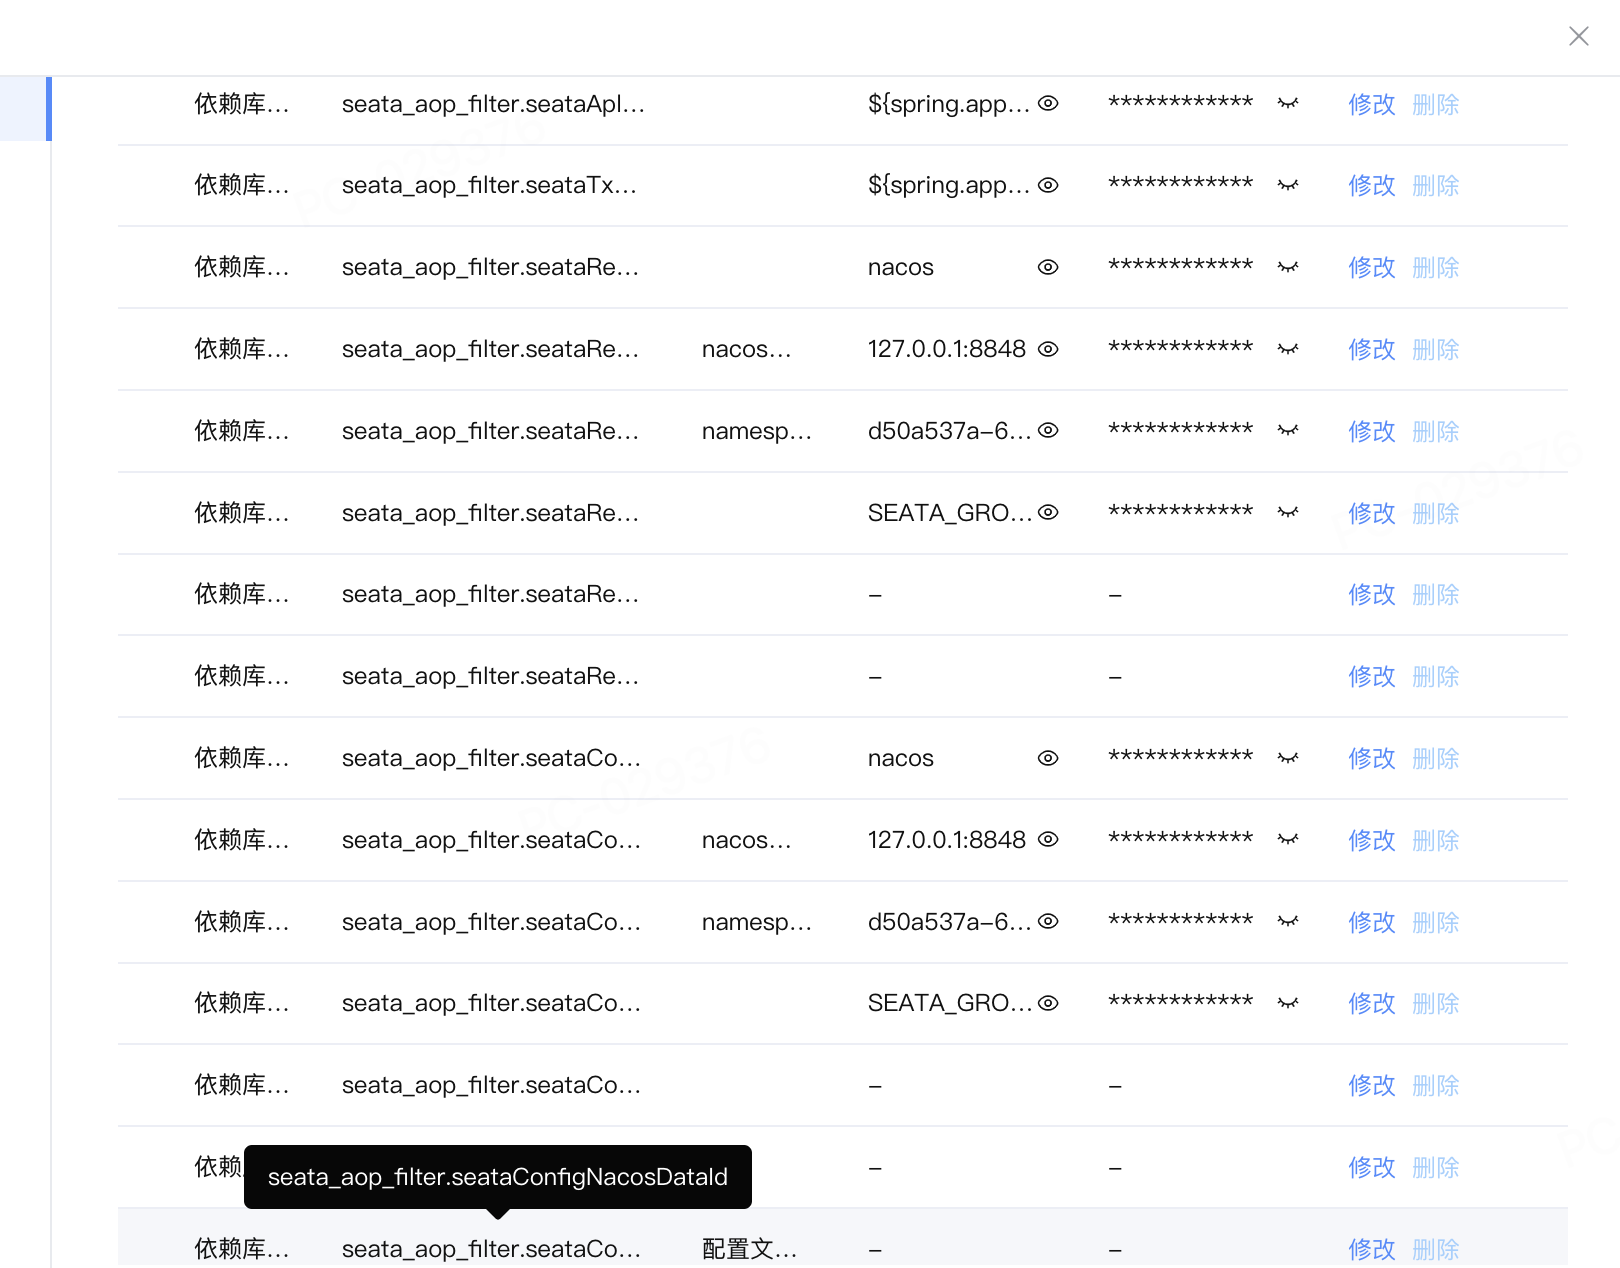 依赖库... seata_aop_filter.seataApl... ${spring.app... ************ 修改 删除
依赖库... seata_aop_filter.seataTx... ${spring.app... ************ 修改 删除
依赖库... seata_aop_filter.seataRe... nacos ************ 修改 删除
依赖库... seata_aop_filter.seataRe... nacos... 127.0.0.1:8848 ************ 修改 删除
依赖库... seata_aop_filter.seataRe... namesp... d50a537a-6... ************ 修改 删除
依赖库... seata_aop_filter.seataRe... SEATA_GRO... ************ 修改 删除
依赖库... seata_aop_filter.seataRe... - - 修改 删除
依赖库... seata_aop_filter.seataRe... - - 修改 删除
依赖库... seata_aop_filter.seataCo... nacos ************ 修改 删除
依赖库... seata_aop_filter.seataCo... nacos... 127.0.0.1:8848 ************ 修改 删除
依赖库... seata_aop_filter.seataCo... namesp... d50a537a-6... ************ 修改 删除
依赖库... seata_aop_filter.seataCo... SEATA_GRO... ************ 修改 删除
依赖库... seata_aop_filter.seataCo... - - 修改 删除
依赖 - - 修改 删除
seata_aop_filter.seataConfigNacosDataId
依赖库... seata_aop_filter.seataCo... 配置文... - - 修改 删除
PC-029376
PC-029376
PC-029376
PC